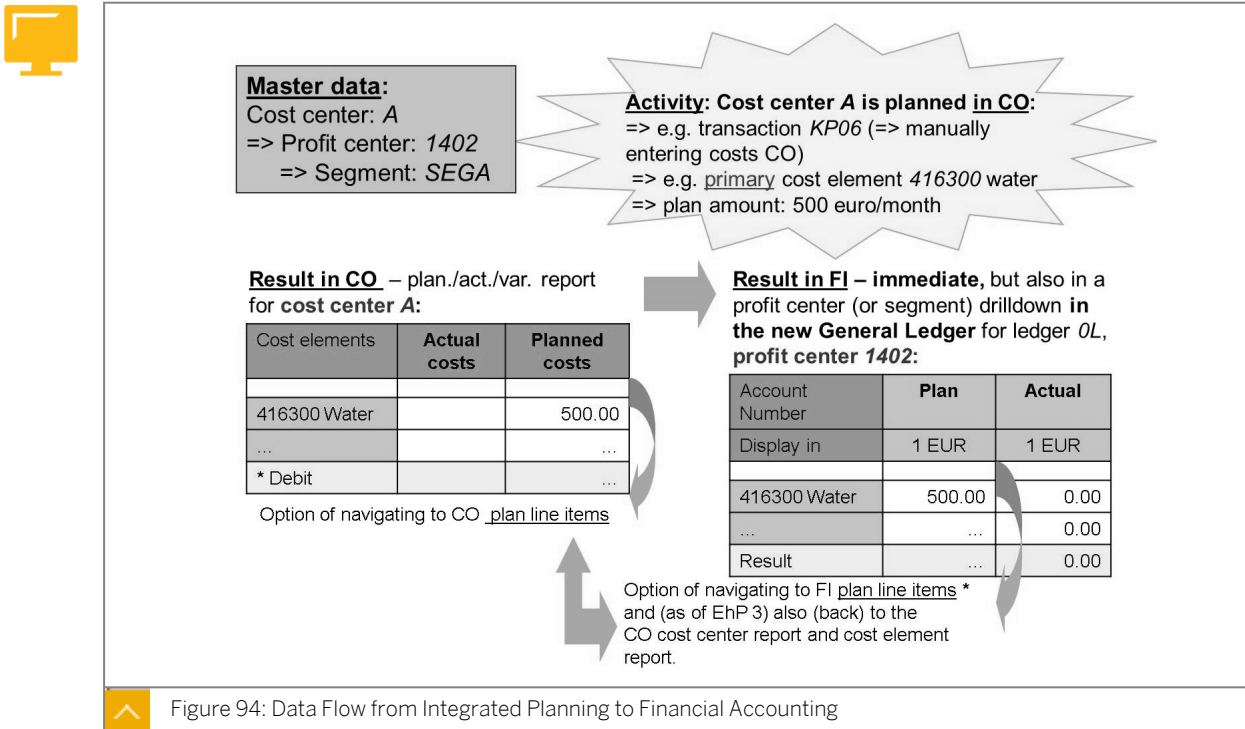 Master data:
Cost center: A
=> Profit center: 1402
=> Segment: SEGA
Activity: Cost center A is planned in CO:
=> e.g. transaction KP06 (=> manually
entering costs CO)
=> e.g. primary cost element 416300 water
=> plan amount: 500 euro/month
Result in CO – plan./act./var. report
for cost center A:
Cost elements Actual costs Planned costs
416300 Water 500.00
... ...
* Debit ...
Option of navigating to CO plan line items
Result in FI – immediate, but also in a
profit center (or segment) drilldown in
the new General Ledger for ledger 0L,
profit center 1402:
Account Number Plan Actual
Display in 1 EUR 1 EUR
416300 Water 500.00 0.00
... ... 0.00
Result ... 0.00
Option of navigating to FI plan line items *
and (as of EhP 3) also (back) to the
CO cost center report and cost element
report.
Figure 94: Data Flow from Integrated Planning to Financial Accounting